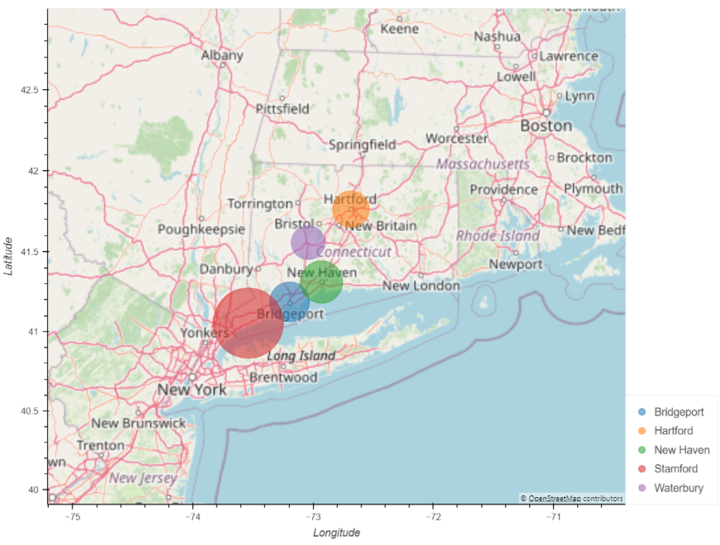 Portsmouth
Keene
Nashua
Albany
Lawrence
Lowell
42.5
Lynn
Pittsfield
Boston
Springfield
Worcester
42
Massachusetts
Brockton
Providence
Plymouth
Hartford
Torrington
Bristol
New Britain
Poughkeepsie
New Bedf
Rhode Island
Latitude
41.5
Connecticut
Newport
Danbury
New Haven
New London
Bridgeport
41
Yonkers
Long Island
Brentwood
New York
40.5
New Brunswick
Trenton
wn
New Jersey
40
© OpenStreetMap contributors
−75
−74
−73
−72
−71
Longitude
Bridgeport
Hartford
New Haven
Stamford
Waterbury